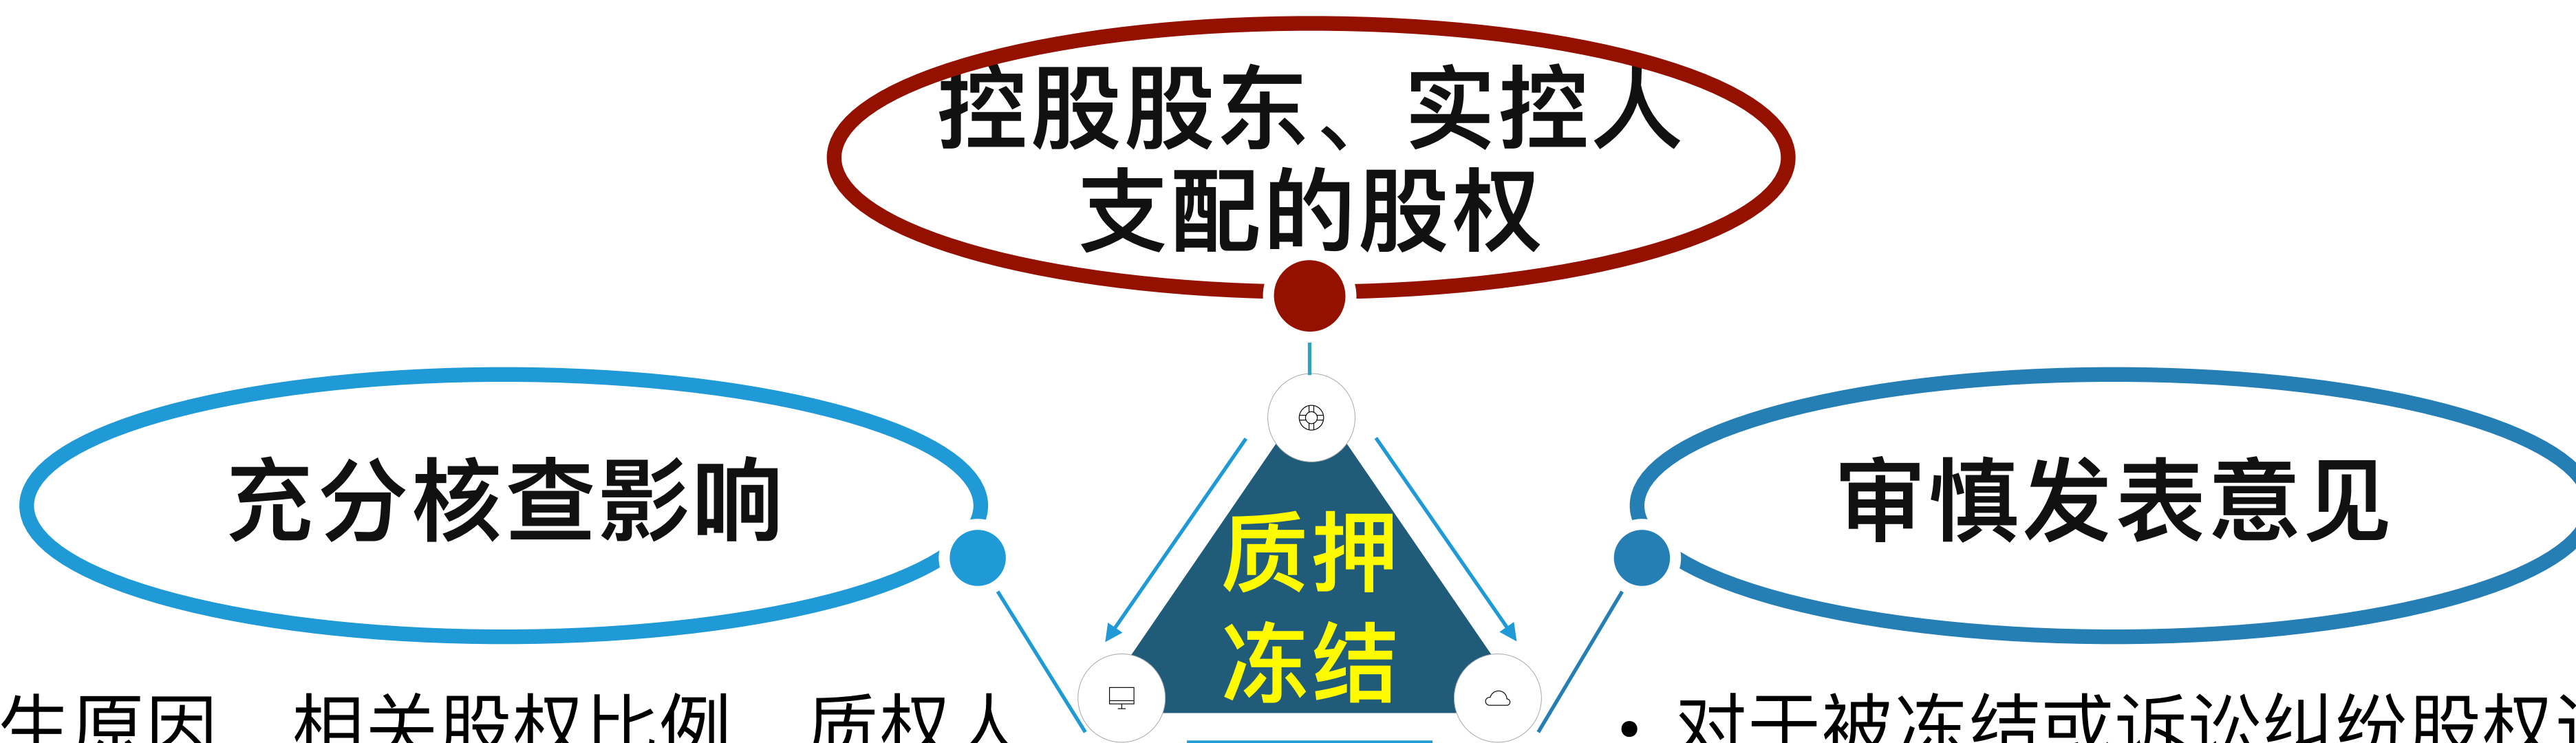 控股股东、实控人
支配的股权
充分核查影响
审慎发表意见
质押
冻结
生原因、相关股权比例、质权人
• 对于被冻结或诉讼纠纷股权